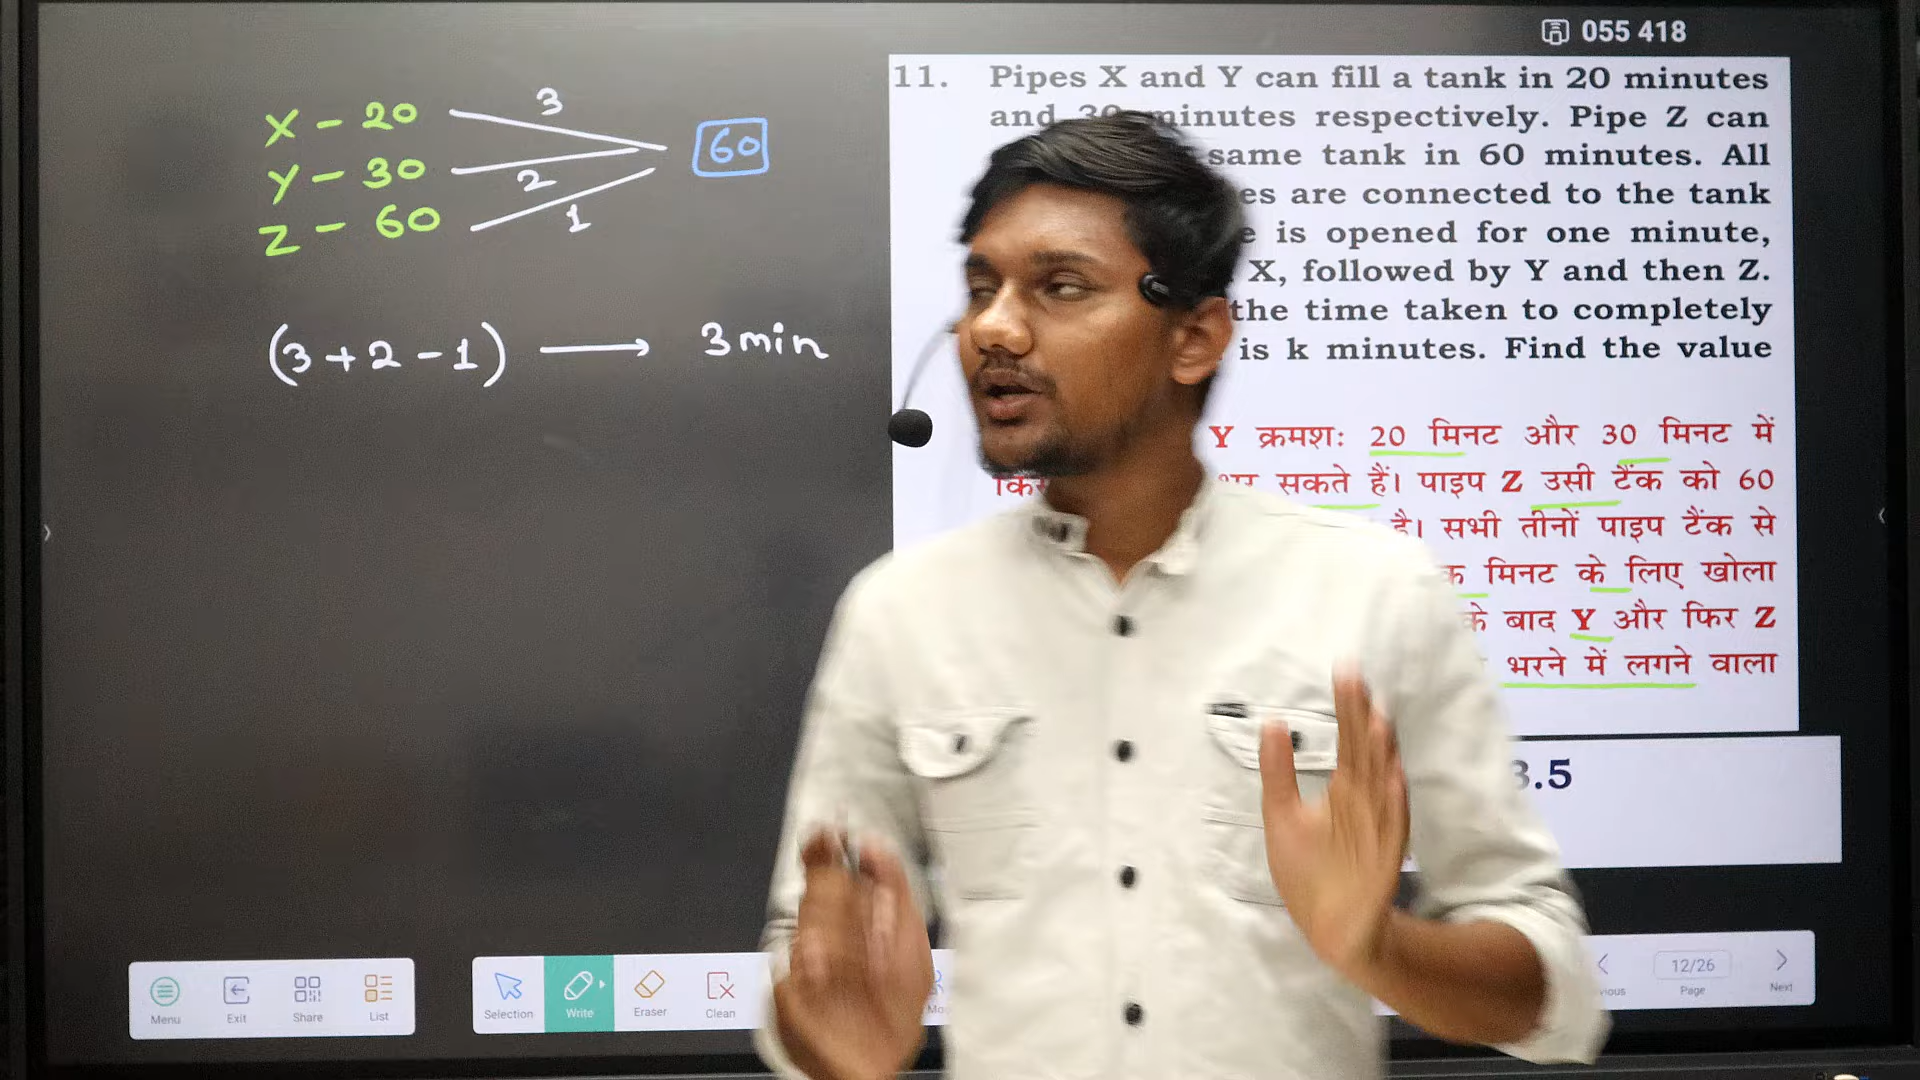 055 418
X - 20
3
Y - 30
2
Z - 60
1
60
(3+2-1) → 3min
11. Pipes X and Y can fill a tank in 20 minutes
and 30 minutes respectively. Pipe Z can
same tank in 60 minutes. All
are connected to the tank
is opened for one minute,
X, followed by Y and then Z.
the time taken to completely
is k minutes. Find the value
Y क्रमशः 20 मिनट और 30 मिनट में
सकते हैं। पाइप Z उसी टैंक को 60
है। सभी तीनों पाइप टैंक से
मिनट के लिए खोला
के बाद Y और फिर Z
भरने में लगने वाला
.5
Menu
Exit
Share
List
Selection
Write
Eraser
Clean
12/26
Page
Next